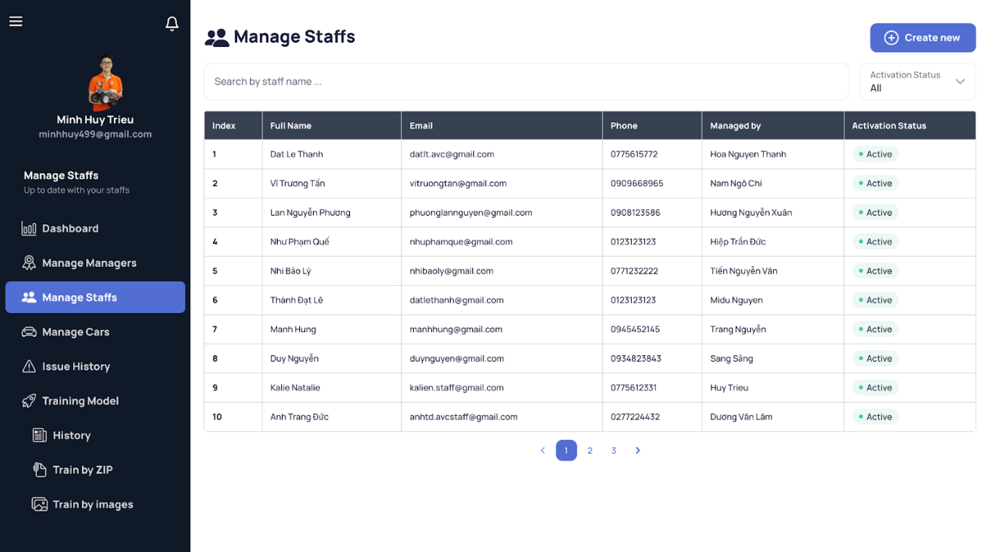 Minh Huy Trieu
minhhuy499@gmail.com
Manage Staffs
Up to date with your staffs
Dashboard
Manage Managers
Manage Staffs
Manage Cars
Issue History
Training Model
History
Train by ZIP
Train by images
Manage Staffs
Create new
Search by staff name ...
Activation Status
All
Index Full Name Email Phone Managed by Activation Status
1 Dat Le Thanh datlt.avc@gmail.com 0775615772 Hoa Nguyen Thanh Active
2 Vĩ Trương Tấn vitruongtan@gmail.com 0909668965 Nam Ngô Chí Active
3 Lan Nguyễn Phương phuonglannguyen@gmail.com 0908123586 Hương Nguyễn Xuân Active
4 Như Phạm Quế nhuphamque@gmail.com 0123123123 Hiệp Trần Đức Active
5 Nhi Bảo Lý nhibaoly@gmail.com 0771232222 Tiến Nguyễn Văn Active
6 Thành Đạt Lê datlethanh@gmail.com 0123123123 Midu Nguyen Active
7 Manh Hung manhhung@gmail.com 0945452145 Trang Nguyễn Active
8 Duy Nguyễn duynguyen@gmail.com 0934823843 Sang Sảng Active
9 Kalie Natalie kalien.staff@gmail.com 0775612331 Huy Trieu Active
10 Anh Trang Đức anhtd.avcstaff@gmail.com 0277224432 Dương Văn Lâm Active
1 2 3